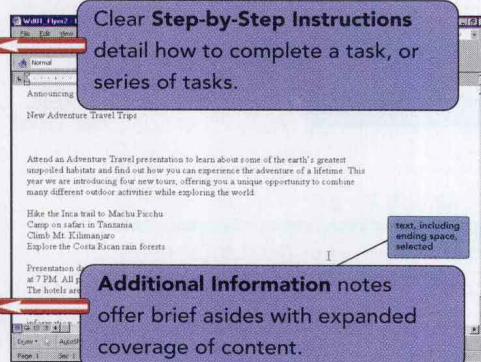 Wd01_Flyer2
File Edit View
Clear Step-by-Step Instructions
detail how to complete a task, or
series of tasks.
Normal
Announcing
New Adventure Travel Trips
Attend an Adventure Travel presentation to learn about some of the earth's greatest
unspoiled habitats and find out how you can experience the adventure of a lifetime. This
year we are introducing four new tours, offering you a unique opportunity to combine
many different outdoor activities while exploring the world.
Hike the Inca trail to Machu Picchu
Camp on safari in Tanzania
Climb Mt. Kilimanjaro
Explore the Costa Rican rain forests
text, including
ending space,
selected
Presentation
at 7 PM. All
The hotels are
Additional Information notes
offer brief asides with expanded
coverage of content.
Draw
Page 1 Sec 1